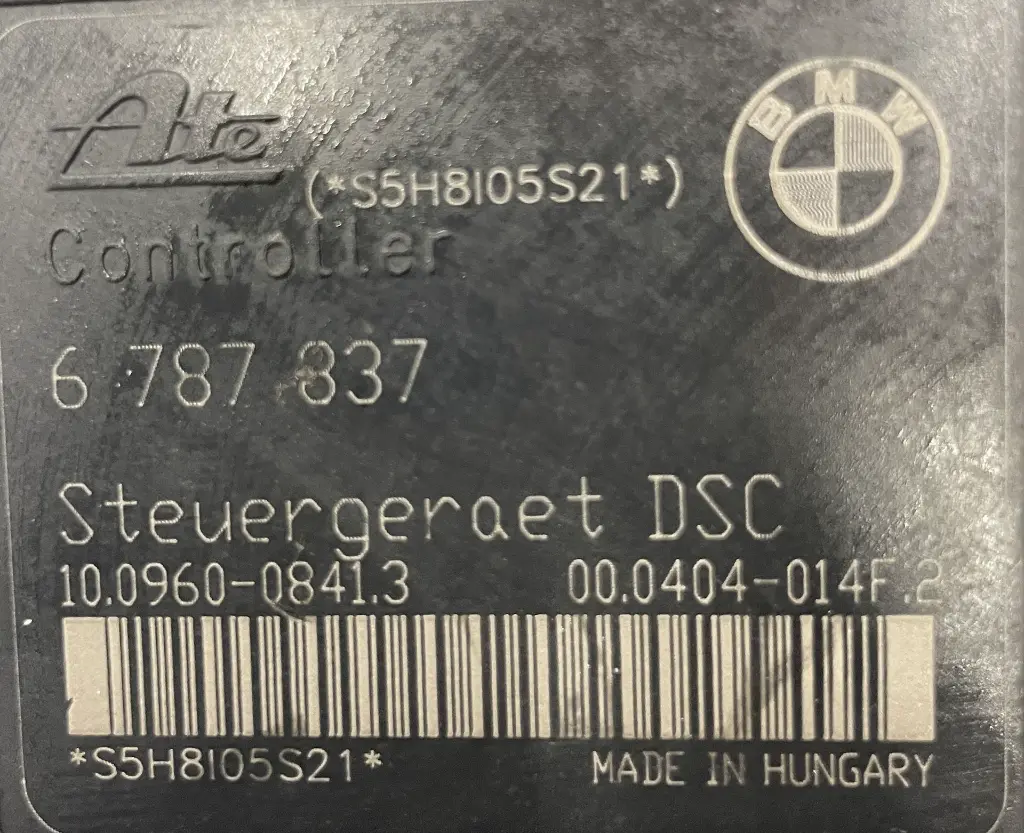 Ate
(*S5H8I05S21*)
BMW
Controller
6 787 837
Steuergeraet DSC
10.0960-0841.3 00.0404-014F.2
*S5H8I05S21* MADE IN HUNGARY